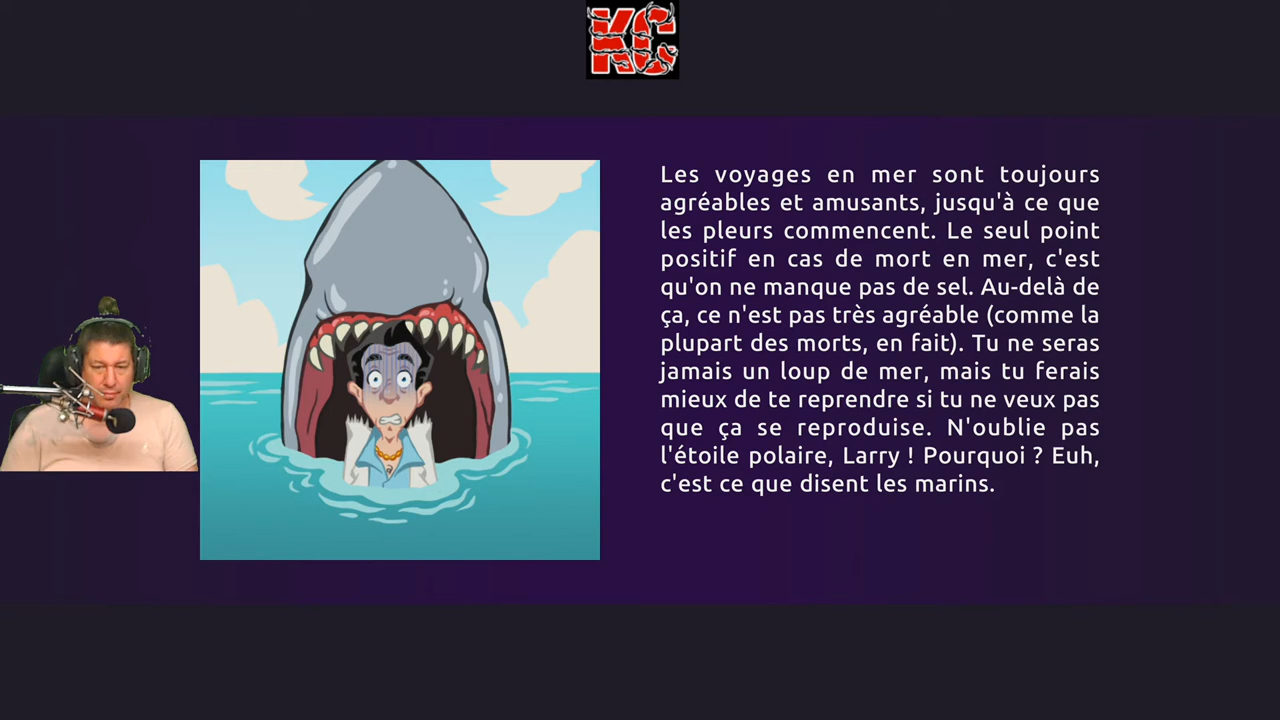 KC
Les voyages en mer sont toujours
agréables et amusants, jusqu'à ce que
les pleurs commencent. Le seul point
positif en cas de mort en mer, c'est
qu'on ne manque pas de sel. Au-delà de
ça, ce n'est pas très agréable (comme la
plupart des morts, en fait). Tu ne seras
jamais un loup de mer, mais tu ferais
mieux de te reprendre si tu ne veux pas
que ça se reproduise. N'oublie pas
l'étoile polaire, Larry ! Pourquoi ? Euh,
c'est ce que disent les marins.